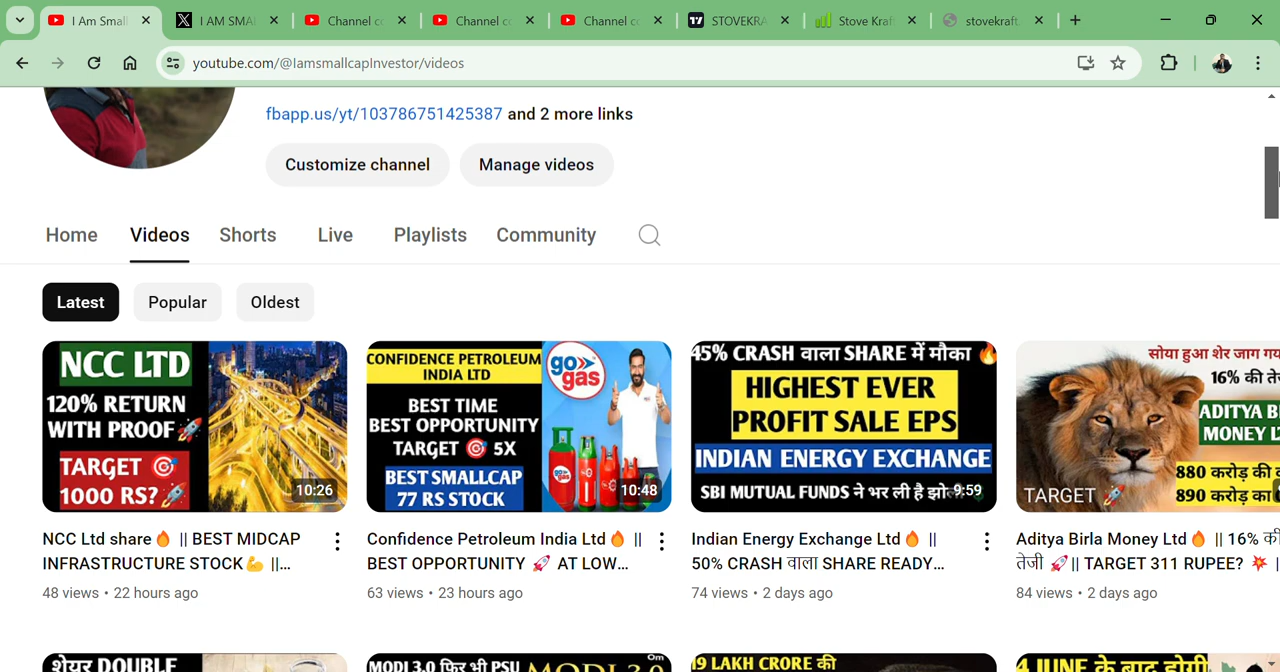 I Am Small
I AM SMA
Channel co
Channel co
Channel co
STOVEKRA
Stove Kraf
stovekraft
youtube.com/@IamsmallcapInvestor/videos
fbapp.us/yt/103786751425387 and 2 more links
Customize channel
Manage videos
Home
Videos
Shorts
Live
Playlists
Community
Latest
Popular
Oldest
NCC LTD
120% RETURN
WITH PROOF🚀
TARGET 🎯
1000 RS?🚀
10:26
NCC Ltd share🔥 || BEST MIDCAP
INFRASTRUCTURE STOCK💪 ||...
48 views • 22 hours ago
CONFIDENCE PETROLEUM
INDIA LTD
BEST TIME
BEST OPPORTUNITY
TARGET 🎯 5X
BEST SMALLCAP
77 RS STOCK
go>>
gas
10:48
Confidence Petroleum India Ltd🔥 ||
BEST OPPORTUNITY 🚀 AT LOW...
63 views • 23 hours ago
45% CRASH वाला SHARE में मौका 🔥
HIGHEST EVER
PROFIT SALE EPS
INDIAN ENERGY EXCHANGE
SBI MUTUAL FUNDS ने भर ली है झो
9:59
Indian Energy Exchange Ltd🔥 ||
50% CRASH वाला SHARE READY...
74 views • 2 days ago
सोया हुआ शेर जाग गय
16% की ते
ADITYA B
MONEY LT
880 करोड़ की
890 करोड़ का
TARGET 🚀
Aditya Birla Money Ltd🔥 || 16% की
तेजी 🚀|| TARGET 311 RUPEE? 💥 |
84 views • 2 days ago
शेयर DOUBLE
MODI 3.0 फिर भी PSU
MODI 3.0
Om
19 LAKH CRORE की
4 JUNE के बाद होगी